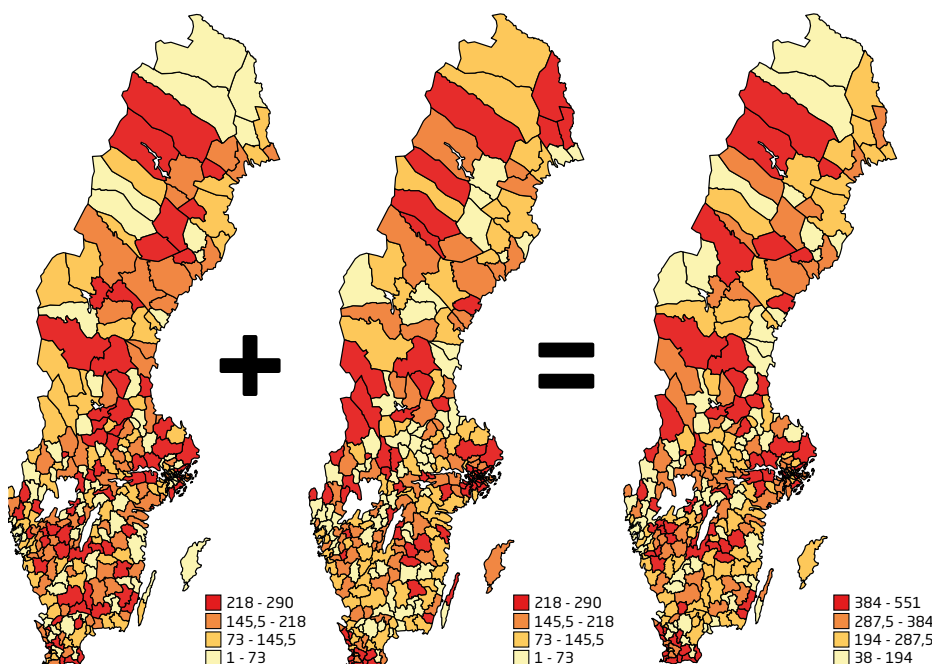 +
=
218 - 290
145,5 - 218
73 - 145,5
1 - 73
218 - 290
145,5 - 218
73 - 145,5
1 - 73
384 - 551
287,5 - 384
194 - 287,5
38 - 194